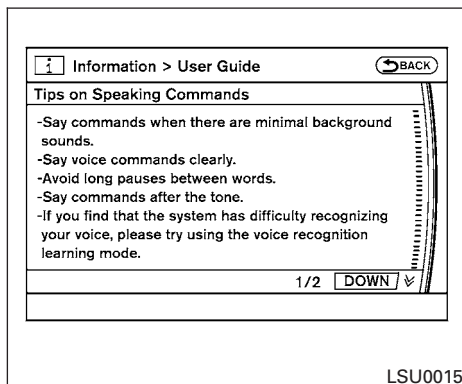 i Information > User Guide BACK
Tips on Speaking Commands
-Say commands when there are minimal background
sounds.
-Say voice commands clearly.
-Avoid long pauses between words.
-Say commands after the tone.
-If you find that the system has difficulty recognizing
your voice, please try using the voice recognition
learning mode.
1/2 DOWN
LSU0015